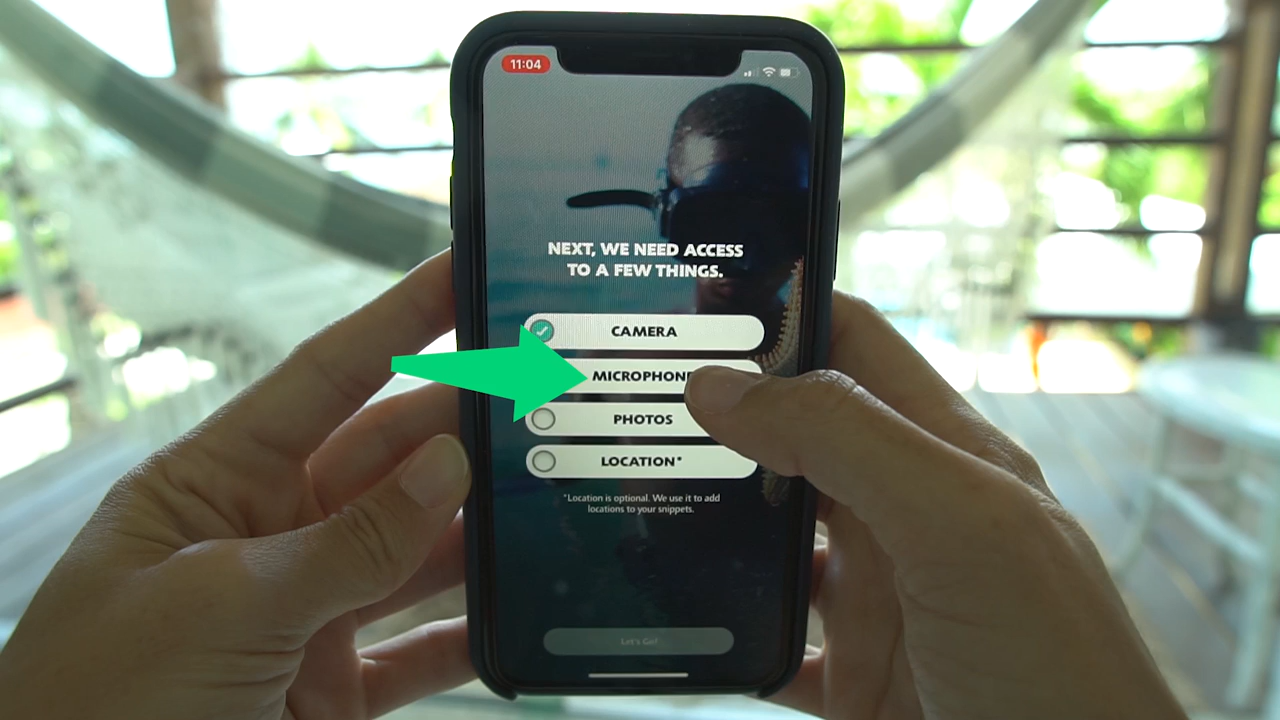 11:04
NEXT, WE NEED ACCESS
TO A FEW THINGS.
CAMERA
MICROPHONE
PHOTOS
LOCATION*
*Location is optional. We use it to add
locations to your snippets.
Let's Go!